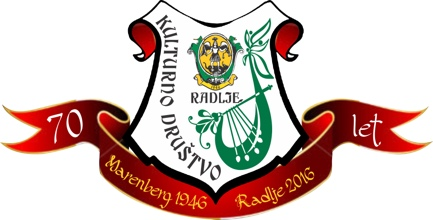 KULTURNO DRUŠTVO
RADLJE
70 let
Marenberg 1946 Radlje 2016